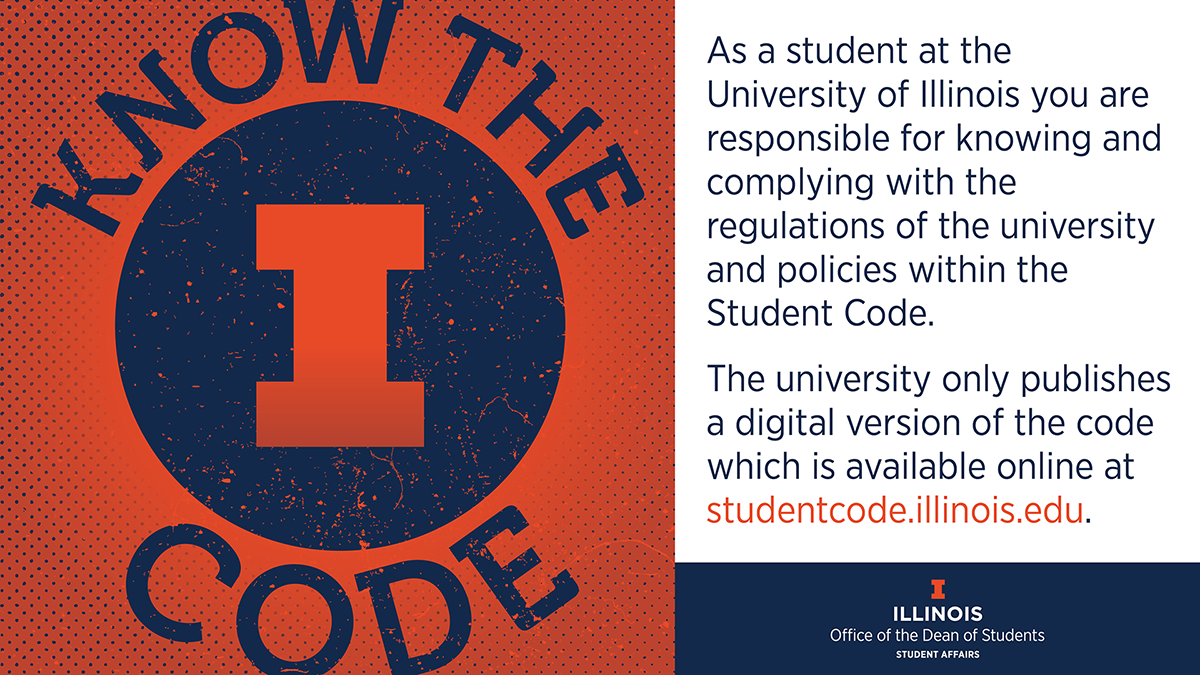 KNOW THE
I
CODE
As a student at the
University of Illinois you are
responsible for knowing and
complying with the
regulations of the university
and policies within the
Student Code.
The university only publishes
a digital version of the code
which is available online at
studentcode.illinois.edu.
I
ILLINOIS
Office of the Dean of Students
STUDENT AFFAIRS